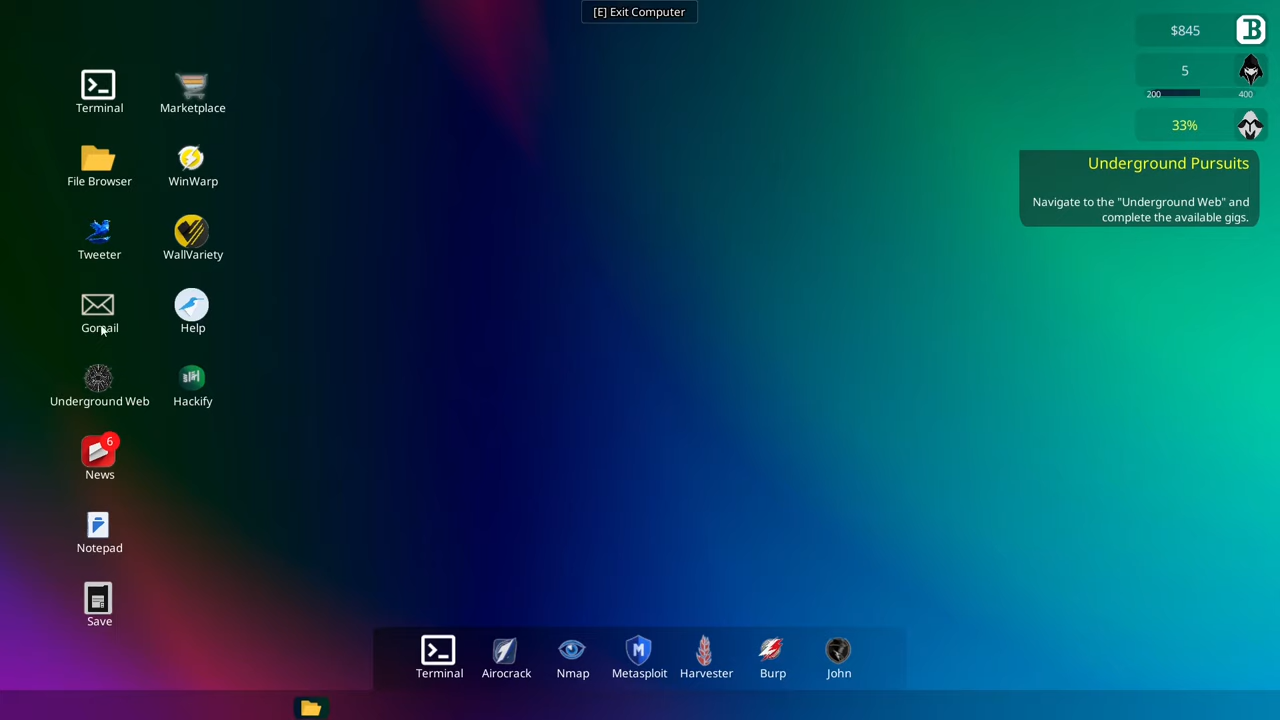 [E] Exit Computer
$845
5
200 400
33%
Underground Pursuits
Navigate to the "Underground Web" and
complete the available gigs.
Terminal
Marketplace
File Browser
WinWarp
Tweeter
WallVariety
Gomail
Help
Underground Web
Hackify
6
News
Notepad
Save
Terminal
Airocrack
Nmap
Metasploit
Harvester
Burp
John